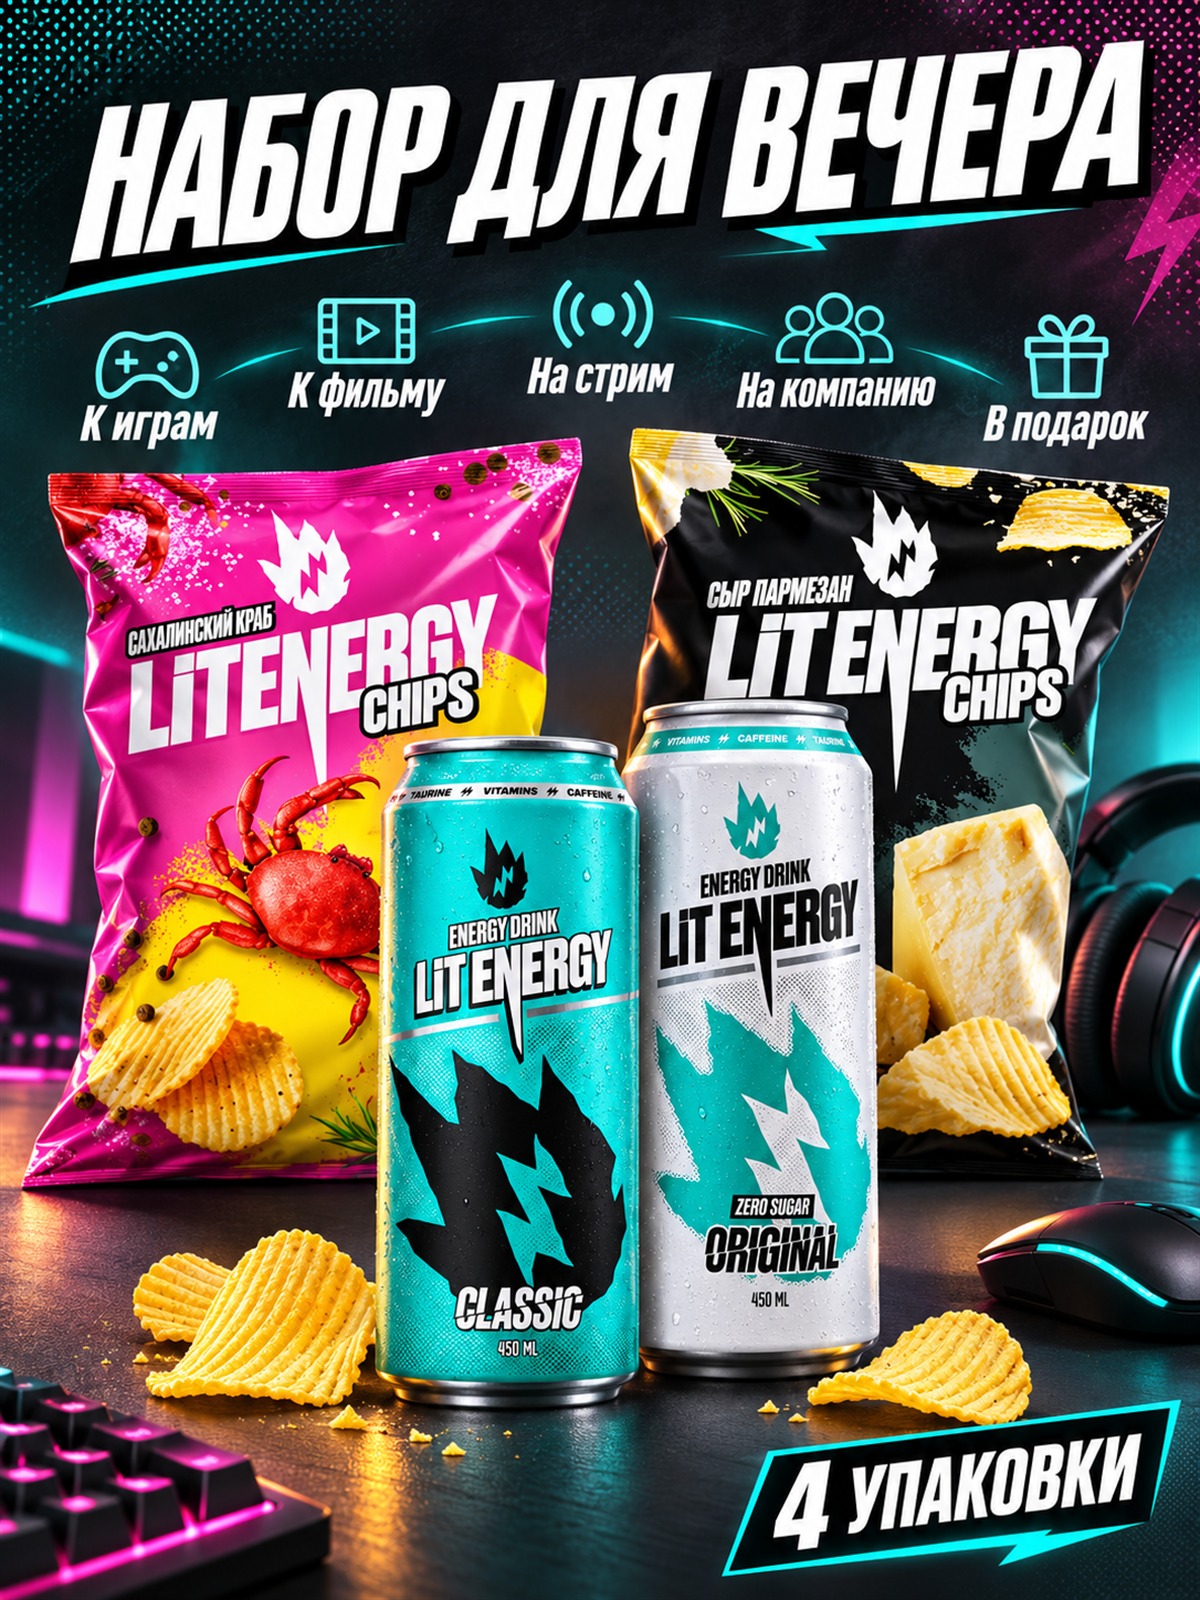 НАБОР ДЛЯ ВЕЧЕРА
К играм
К фильму
На стрим
На компанию
В подарок
САХАЛИНСКИЙ КРАБ
LITENERGY
CHIPS
СЫР ПАРМЕЗАН
LIT ENERGY
CHIPS
TAURINE VITAMINS CAFFEINE
ENERGY DRINK
LIT ENERGY
CLASSIC
450 ML
VITAMINS CAFFEINE TAURINE
ENERGY DRINK
LIT ENERGY
ZERO SUGAR
ORIGINAL
450 ML
4 УПАКОВКИ